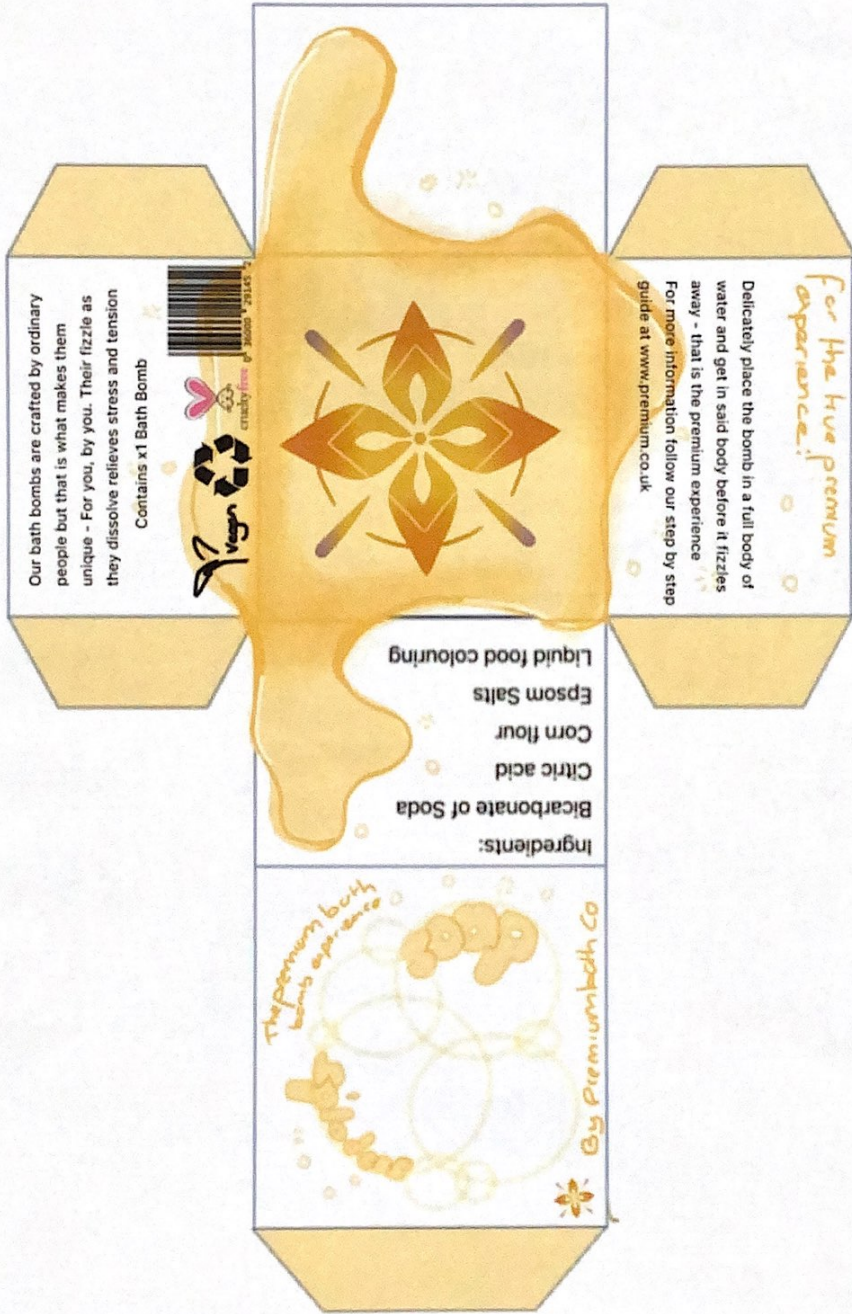 Our bath bombs are crafted by ordinary
people but that is what makes them
unique - For you, by you. Their fizzle as
they dissolve relieves stress and tension
Contains x1 Bath Bomb
Vegan
crueltyfree
0 36000 29145 2
for the true premium
experience!
Delicately place the bomb in a full body of
water and get in said body before it fizzles
away - that is the premium experience
For more information follow our step by step
guide at www.premium.co.uk
Ingredients:
Bicarbonate of Soda
Citric acid
Corn flour
Epsom Salts
Liquid food colouring
The premium bath
bomb experience
By Premiumbath Co